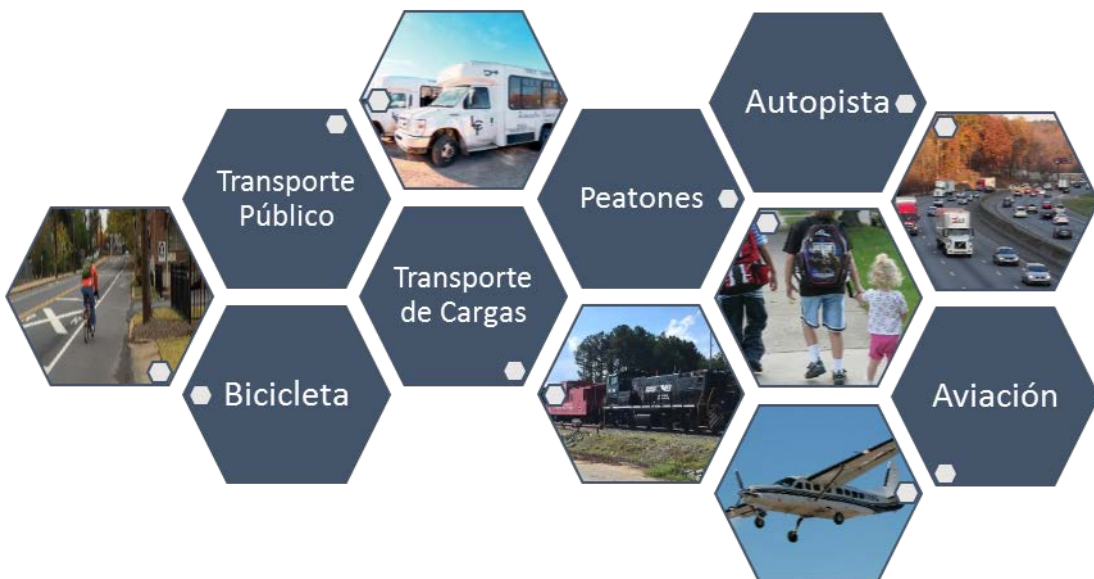 Autopista
Transporte
Público
Peatones
Transporte
de Cargas
Bicicleta
Aviación